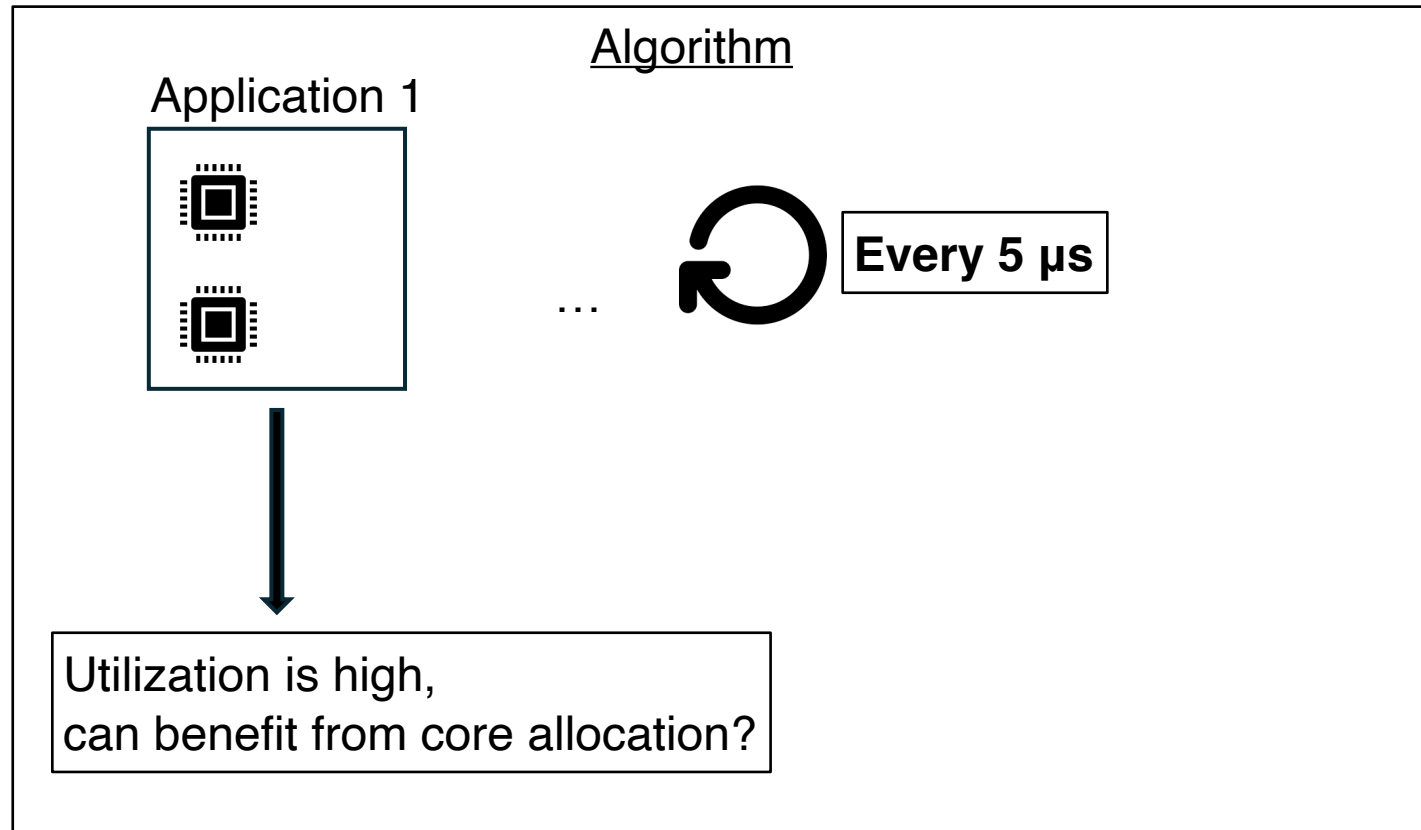 Algorithm
Application 1
…
Every 5 µs
Utilization is high,
can benefit from core allocation?